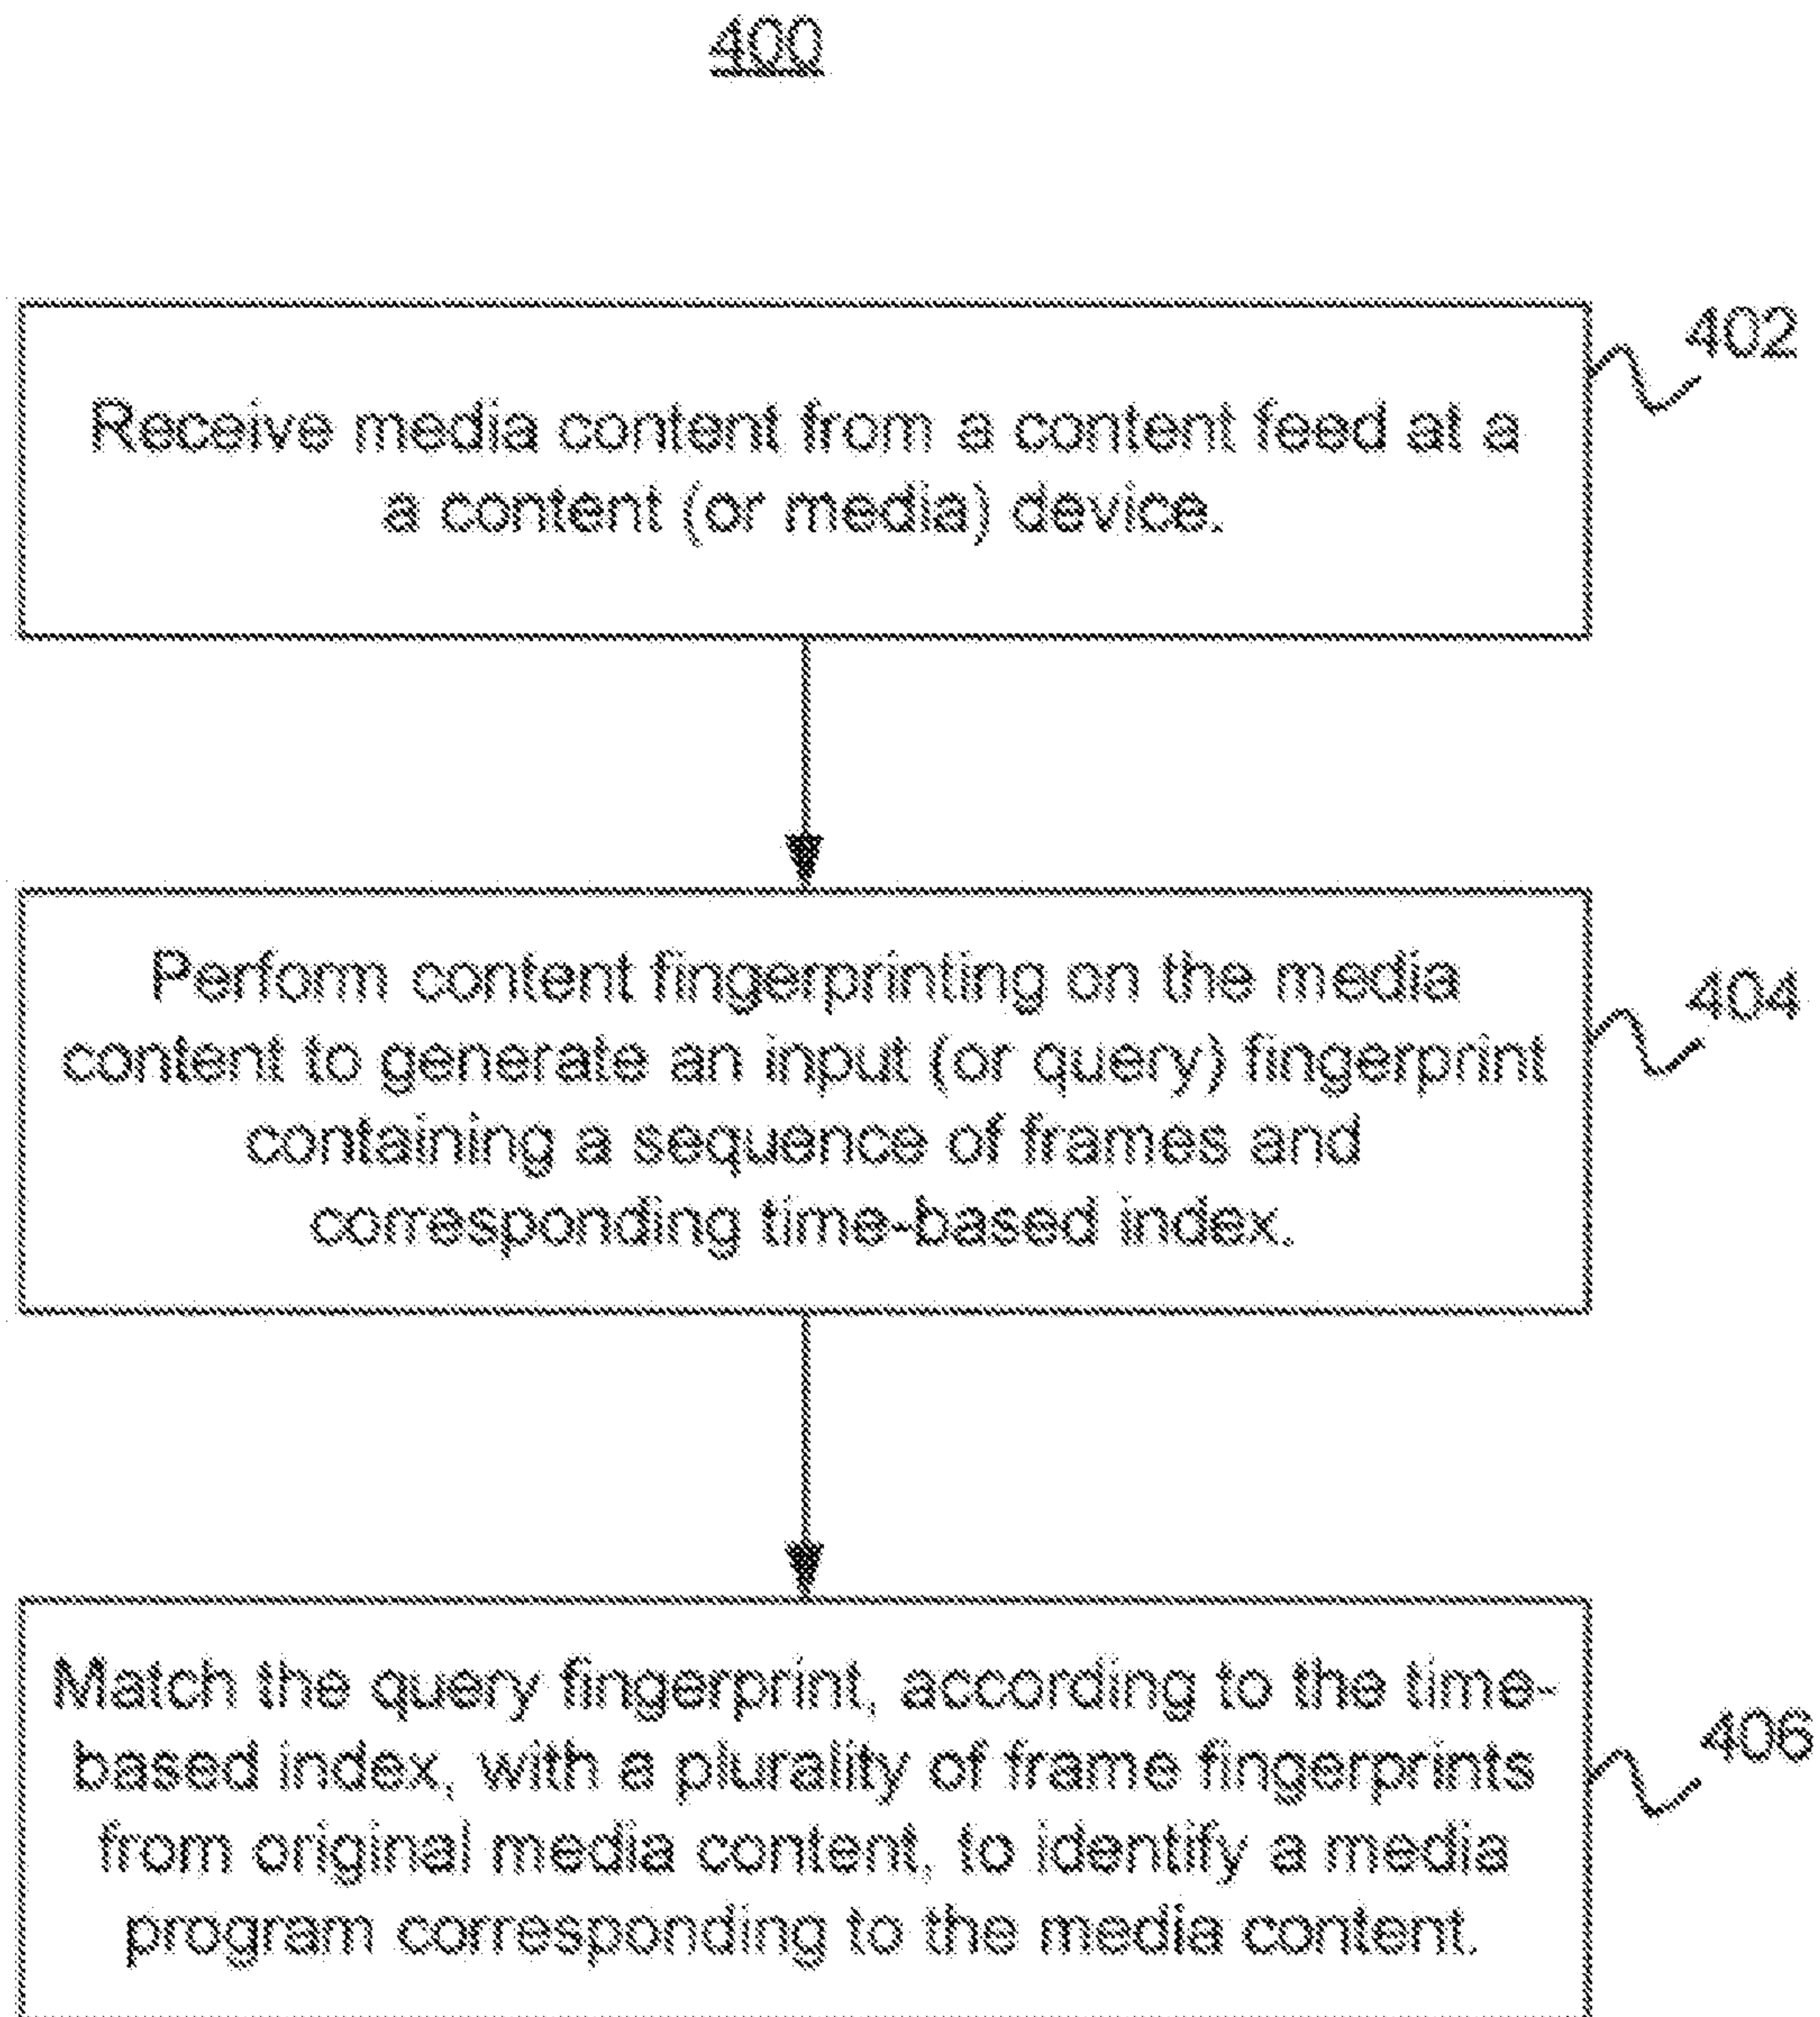 400
Receive media content from a content feed at a
a content (or media) device.
402
Perform content fingerprinting on the media
content to generate an input (or query) fingerprint
containing a sequence of frames and
corresponding time-based index.
404
Match the query fingerprint, according to the time-
based index, with a plurality of frame fingerprints
from original media content, to identify a media
program corresponding to the media content.
406